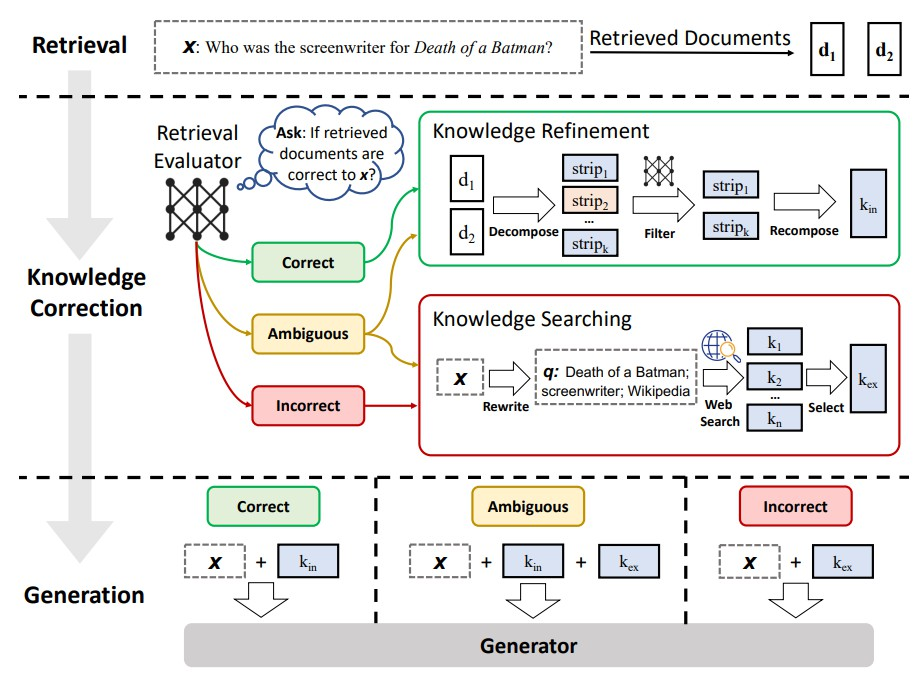 Retrieval
x: Who was the screenwriter for Death of a Batman?
Retrieved Documents
d1
d2
Retrieval
Evaluator
Ask: If retrieved
documents are
correct to x?
Knowledge
Correction
Correct
Ambiguous
Incorrect
Knowledge Refinement
d1
d2
Decompose
strip1
strip2
...
stripk
Filter
strip1
stripk
Recompose
kin
Knowledge Searching
x
Rewrite
q: Death of a Batman;
screenwriter; Wikipedia
Web
Search
k1
k2
...
kn
Select
kex
Generation
Correct
x + kin
Ambiguous
x + kin + kex
Incorrect
x + kex
Generator